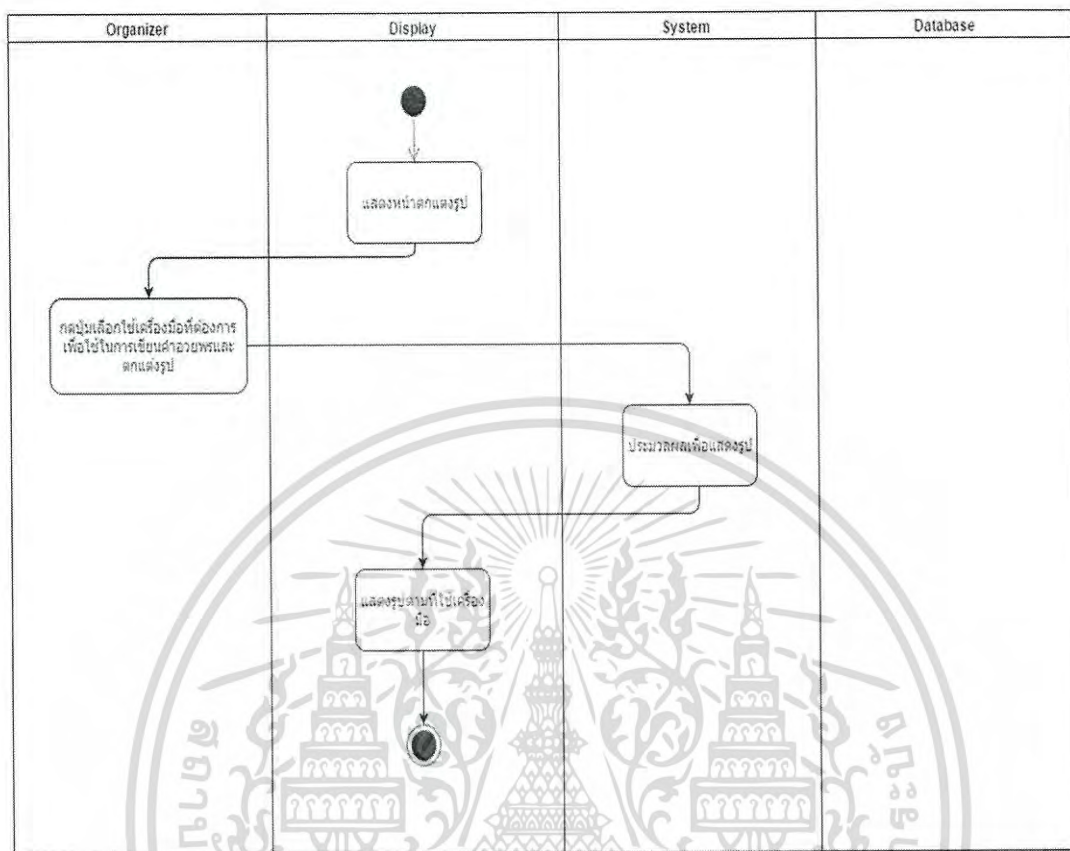 Organizer
Display
System
Database
แสดงหน้าตกแต่งรูป
กดปุ่มเลือกใช้เครื่องมือที่ต้องการ
เพื่อใช้ในการเขียนคำอวยพรและ
ตกแต่งรูป
ประมวลผลเพื่อแสดงรูป
แสดงรูปตามที่ใช้เครื่อง
มือ